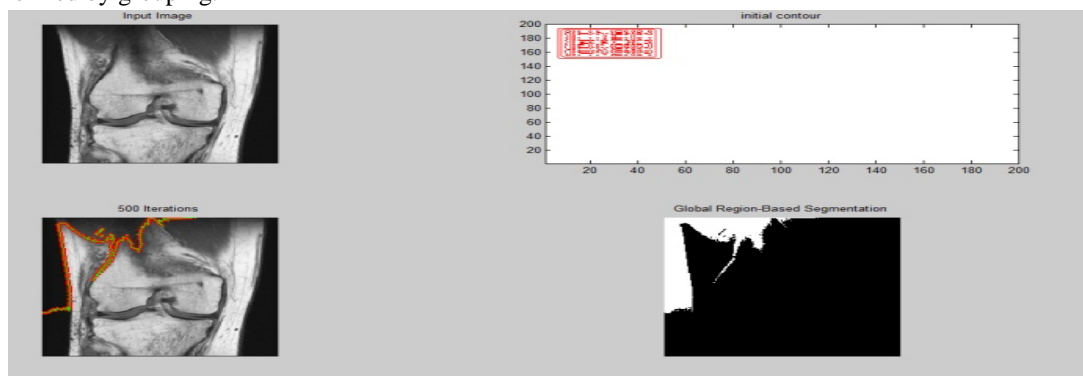 Input Image
initial contour
200
180
160
140
120
100
80
60
40
20
20 40 60 80 100 120 140 160 180 200
500 Iterations
Global Region-Based Segmentation